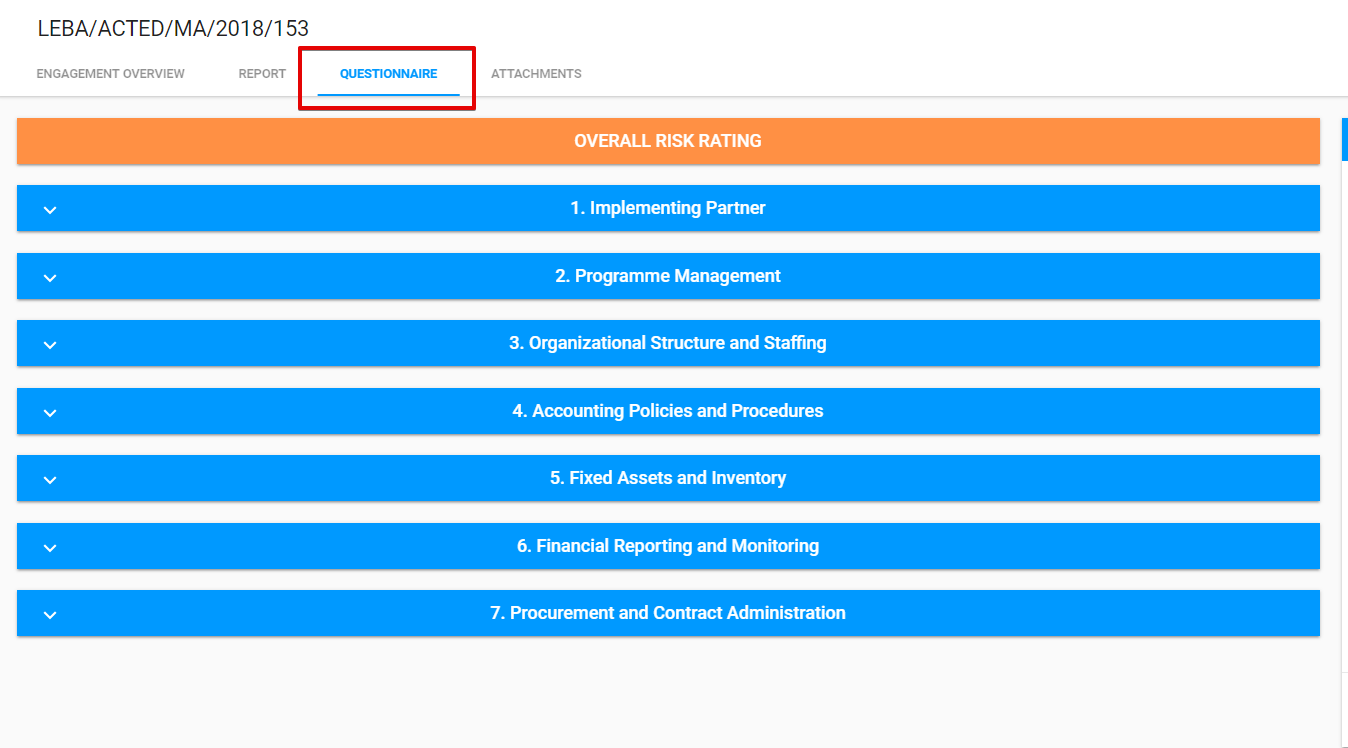 LEBA/ACTED/MA/2018/153
ENGAGEMENT OVERVIEW REPORT QUESTIONNAIRE ATTACHMENTS
OVERALL RISK RATING
1. Implementing Partner
2. Programme Management
3. Organizational Structure and Staffing
4. Accounting Policies and Procedures
5. Fixed Assets and Inventory
6. Financial Reporting and Monitoring
7. Procurement and Contract Administration